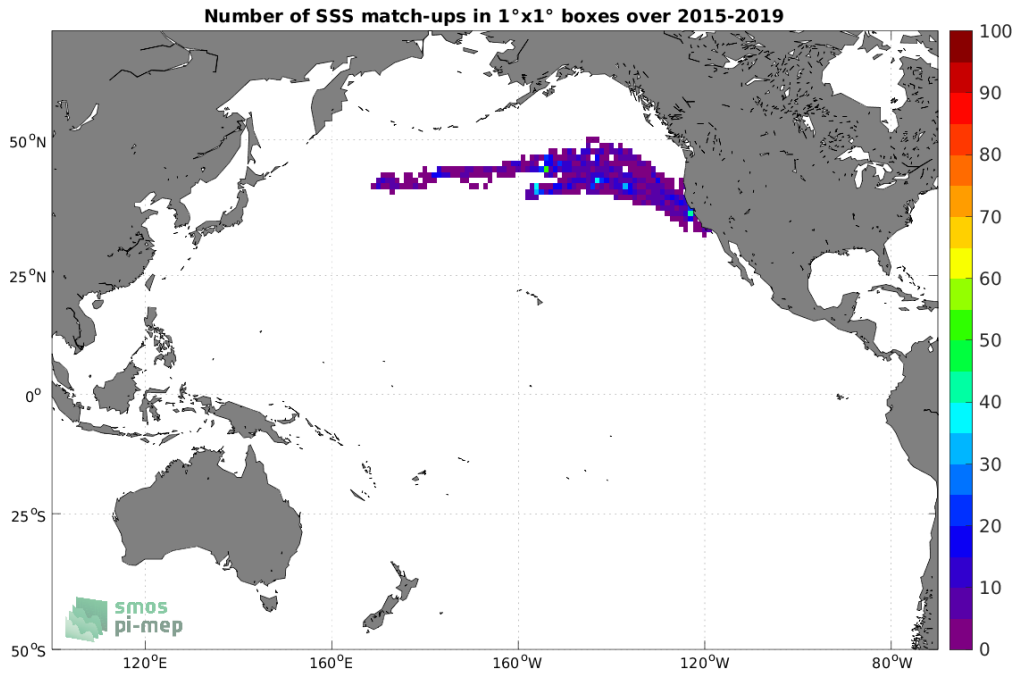 Number of SSS match-ups in 1°x1° boxes over 2015-2019
100
90
80
70
60
50
40
30
20
10
0
50°N
25°N
0°
25°S
50°S
120°E
160°E
160°W
120°W
80°W
smos
pi-mep